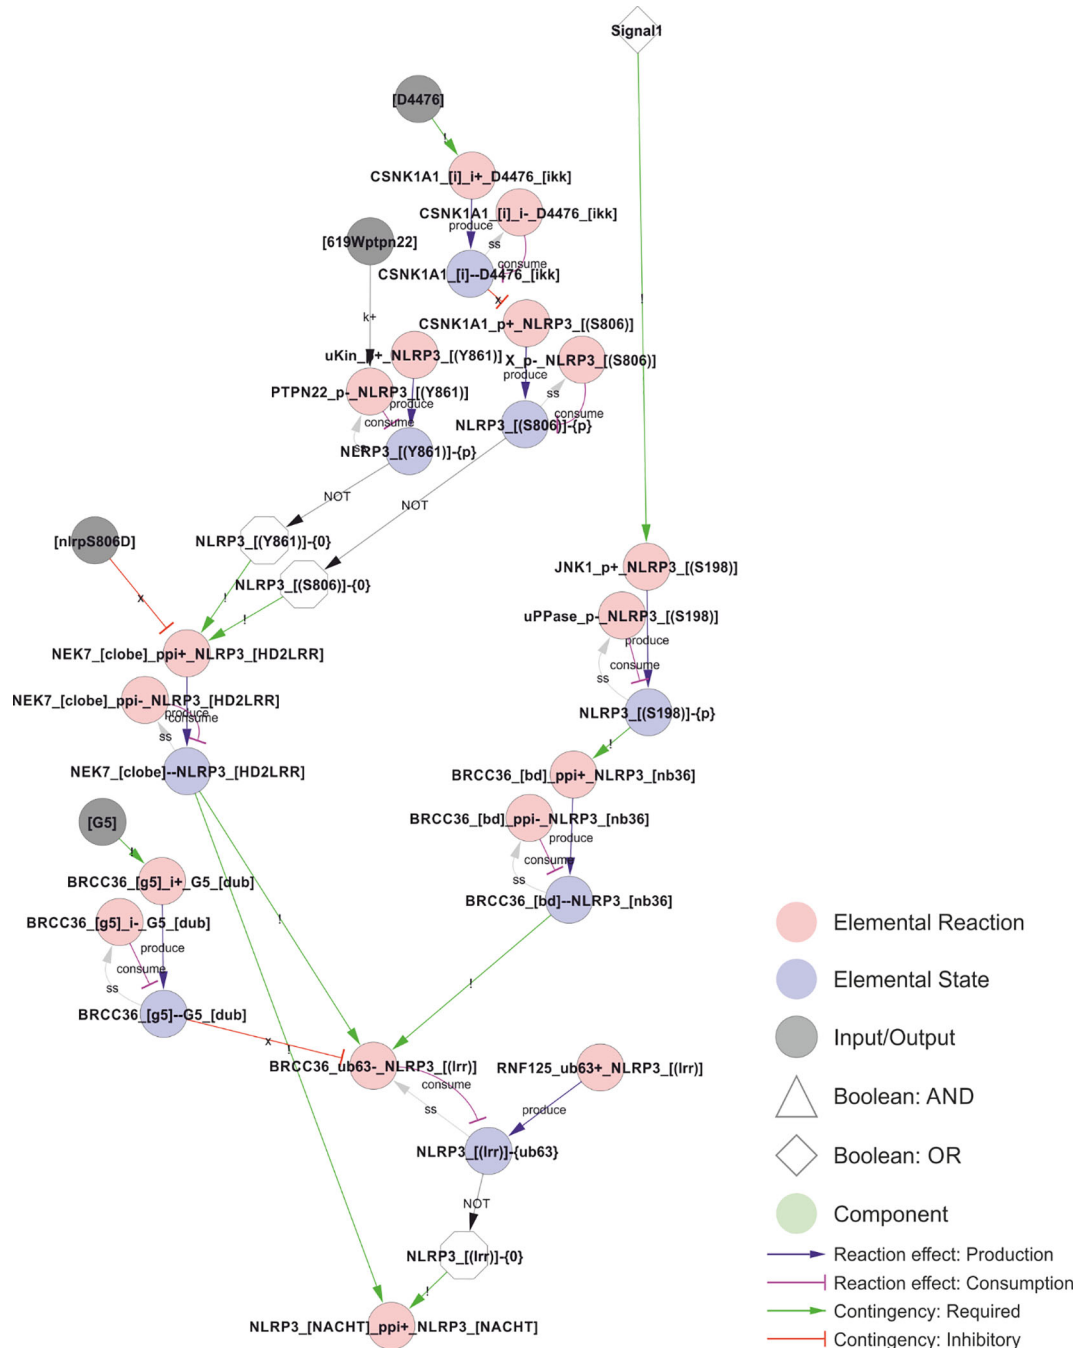 Signal1
[D4476]
!
CSNK1A1_[i]_i+_D4476_[ikk]
CSNK1A1_[i]_i-_D4476_[ikk]
produce
[619Wptpn22]
ss
consume
CSNK1A1_[i]--D4476_[ikk]
x
!
k+
CSNK1A1_p+_NLRP3_[(S806)]
uKin_p+_NLRP3_[(Y861)]
X_p-_NLRP3_[(S806)]
produce
PTPN22_p-_NLRP3_[(Y861)]
ss
produce
consume
consume
NLRP3_[(S806)]-{p}
ss
NLRP3_[(Y861)]-{p}
NOT
NOT
[nlrpS806D]
NLRP3_[(Y861)]-{0}
JNK1_p+_NLRP3_[(S198)]
NLRP3_[(S806)]-{0}
x
!
!
uPPase_p-_NLRP3_[(S198)]
produce
NEK7_[clobe]_ppi+_NLRP3_[HD2LRR]
consume
ss
NEK7_[clobe]_ppi-_NLRP3_[HD2LRR]
produce
consume
NLRP3_[(S198)]-{p}
ss
!
NEK7_[clobe]--NLRP3_[HD2LRR]
BRCC36_[bd]_ppi+_NLRP3_[nb36]
[G5]
BRCC36_[bd]_ppi-_NLRP3_[nb36]
produce
!
consume
ss
BRCC36_[g5]_i+_G5_[dub]
BRCC36_[bd]--NLRP3_[nb36]
BRCC36_[g5]_i-_G5_[dub]
!
Elemental Reaction
produce
consume
ss
!
Elemental State
BRCC36_[g5]--G5_[dub]
x
!
Input/Output
BRCC36_ub63-_NLRP3_[(lrr)]
RNF125_ub63+_NLRP3_[(lrr)]
consume
ss
produce
Boolean: AND
NLRP3_[(lrr)]-{ub63}
Boolean: OR
NOT
Component
NLRP3_[(lrr)]-{0}
Reaction effect: Production
Reaction effect: Consumption
!
Contingency: Required
NLRP3_[NACHT]_ppi+_NLRP3_[NACHT]
Contingency: Inhibitory